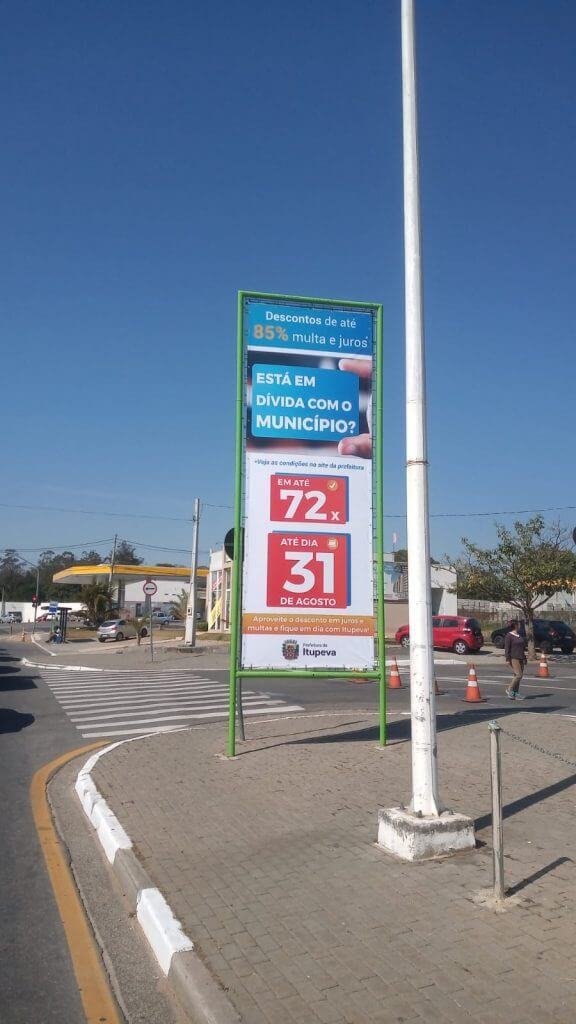 Descontos de até
85% multa e juros*
ESTÁ EM
DÍVIDA COM O
MUNICÍPIO?
*Veja as condições no site da prefeitura
EM ATÉ
72 x
ATÉ DIA
31
DE AGOSTO
Aproveite o desconto em juros e
multas e fique em dia com Itupeva!
Prefeitura de
Itupeva